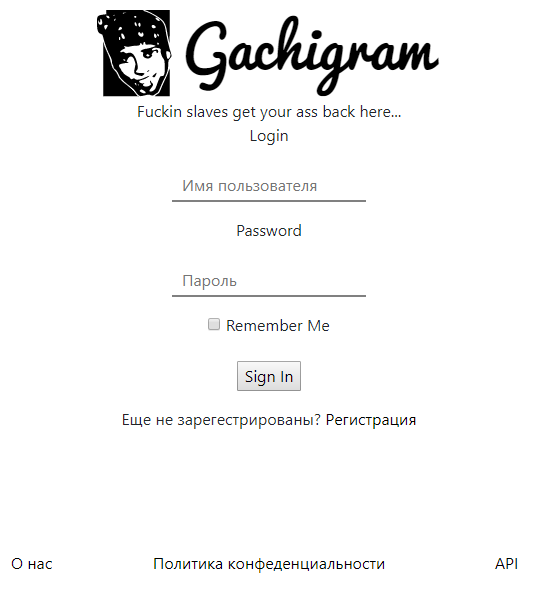 Gachigram
Fuckin slaves get your ass back here...
Login
Имя пользователя
Password
Пароль
Remember Me
Sign In
Еще не зарегестрированы? Регистрация
О нас Политика конфеденциальности API